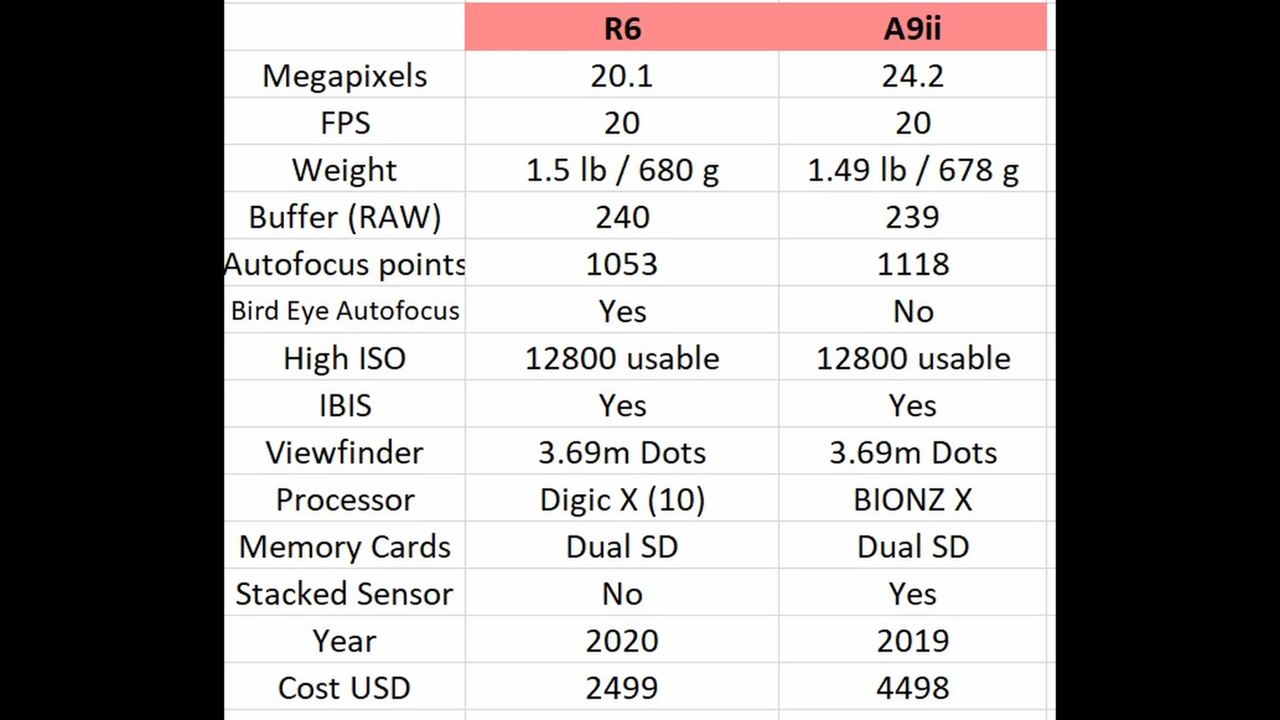 R6 A9ii
Megapixels 20.1 24.2
FPS 20 20
Weight 1.5 lb / 680 g 1.49 lb / 678 g
Buffer (RAW) 240 239
Autofocus points 1053 1118
Bird Eye Autofocus Yes No
High ISO 12800 usable 12800 usable
IBIS Yes Yes
Viewfinder 3.69m Dots 3.69m Dots
Processor Digic X (10) BIONZ X
Memory Cards Dual SD Dual SD
Stacked Sensor No Yes
Year 2020 2019
Cost USD 2499 4498